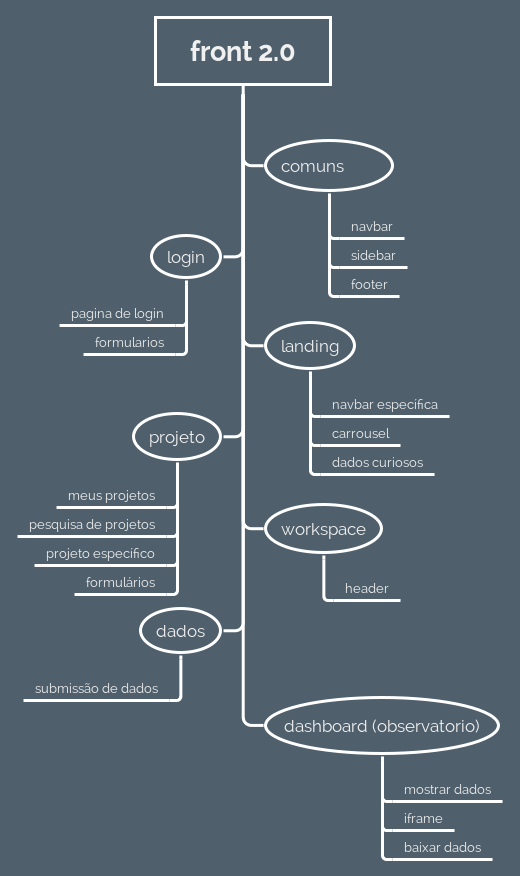 front 2.0
comuns
navbar
sidebar
footer
login
pagina de login
formularios
landing
navbar especifica
carrousel
dados curiosos
projeto
meus projetos
pesquisa de projetos
projeto especifico
formulários
workspace
header
dados
submissão de dados
dashboard (observatorio)
mostrar dados
iframe
baixar dados